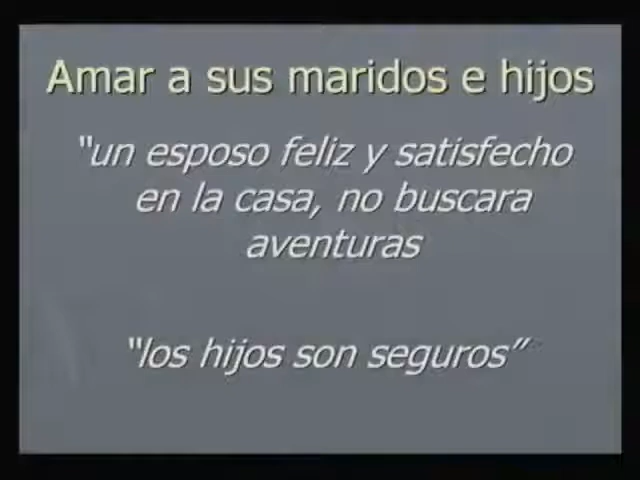 Amar a sus maridos e hijos
"un esposo feliz y satisfecho
en la casa, no buscara
aventuras
"los hijos son seguros"